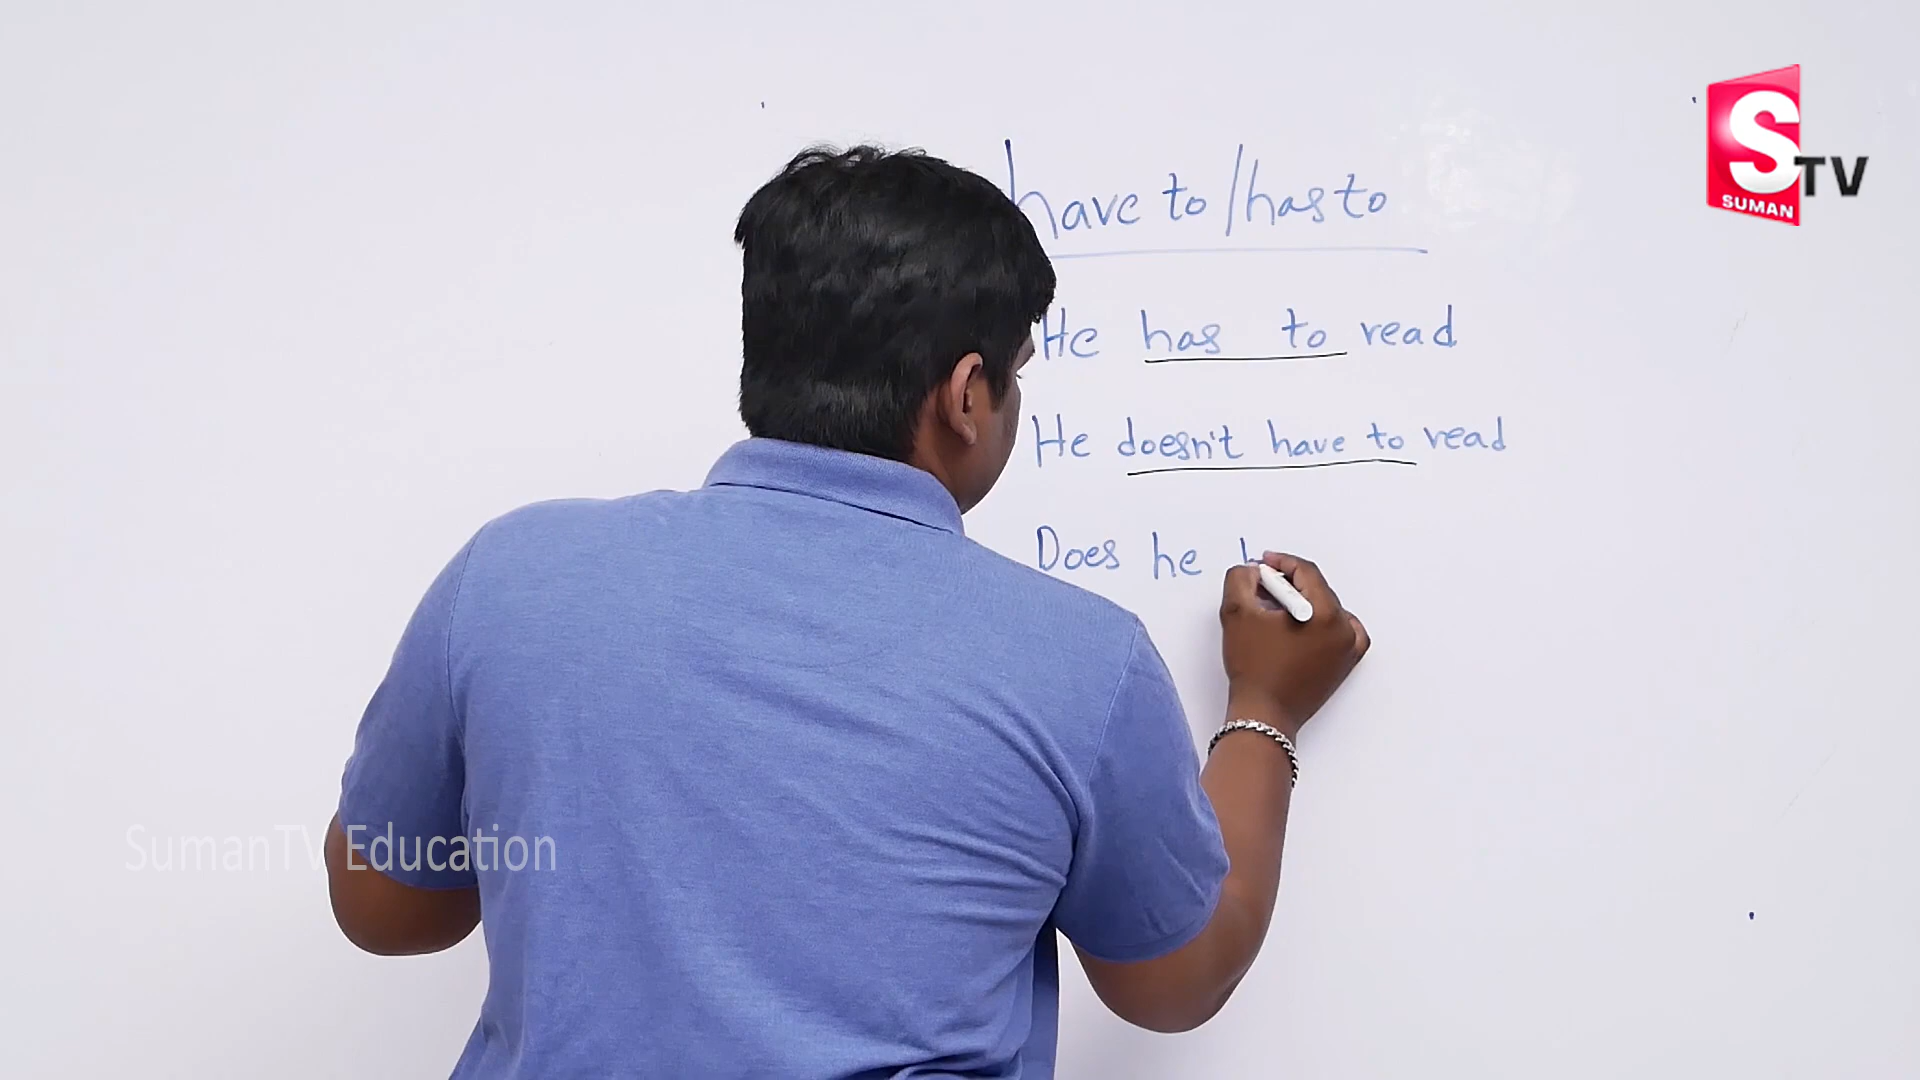 have to / has to
He has to read
He doesn't have to read
Does he h
S TV
SUMAN
SumanTV Education